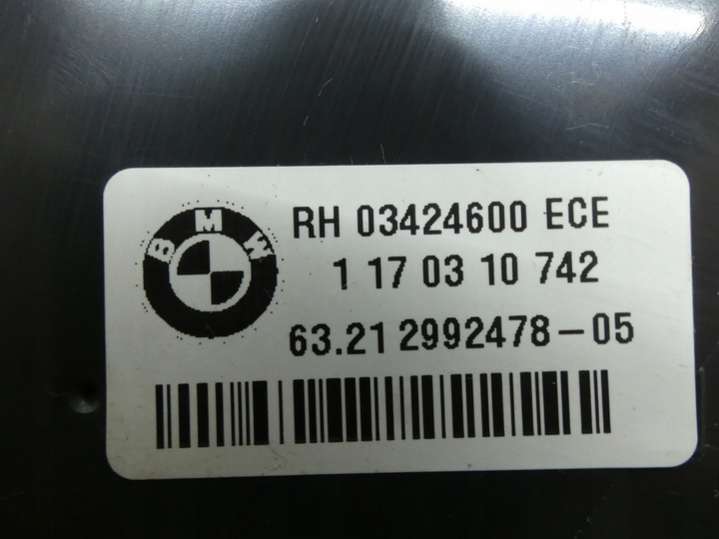 BMW
RH 03424600 ECE
1 17 03 10 742
63.21 2992478-05